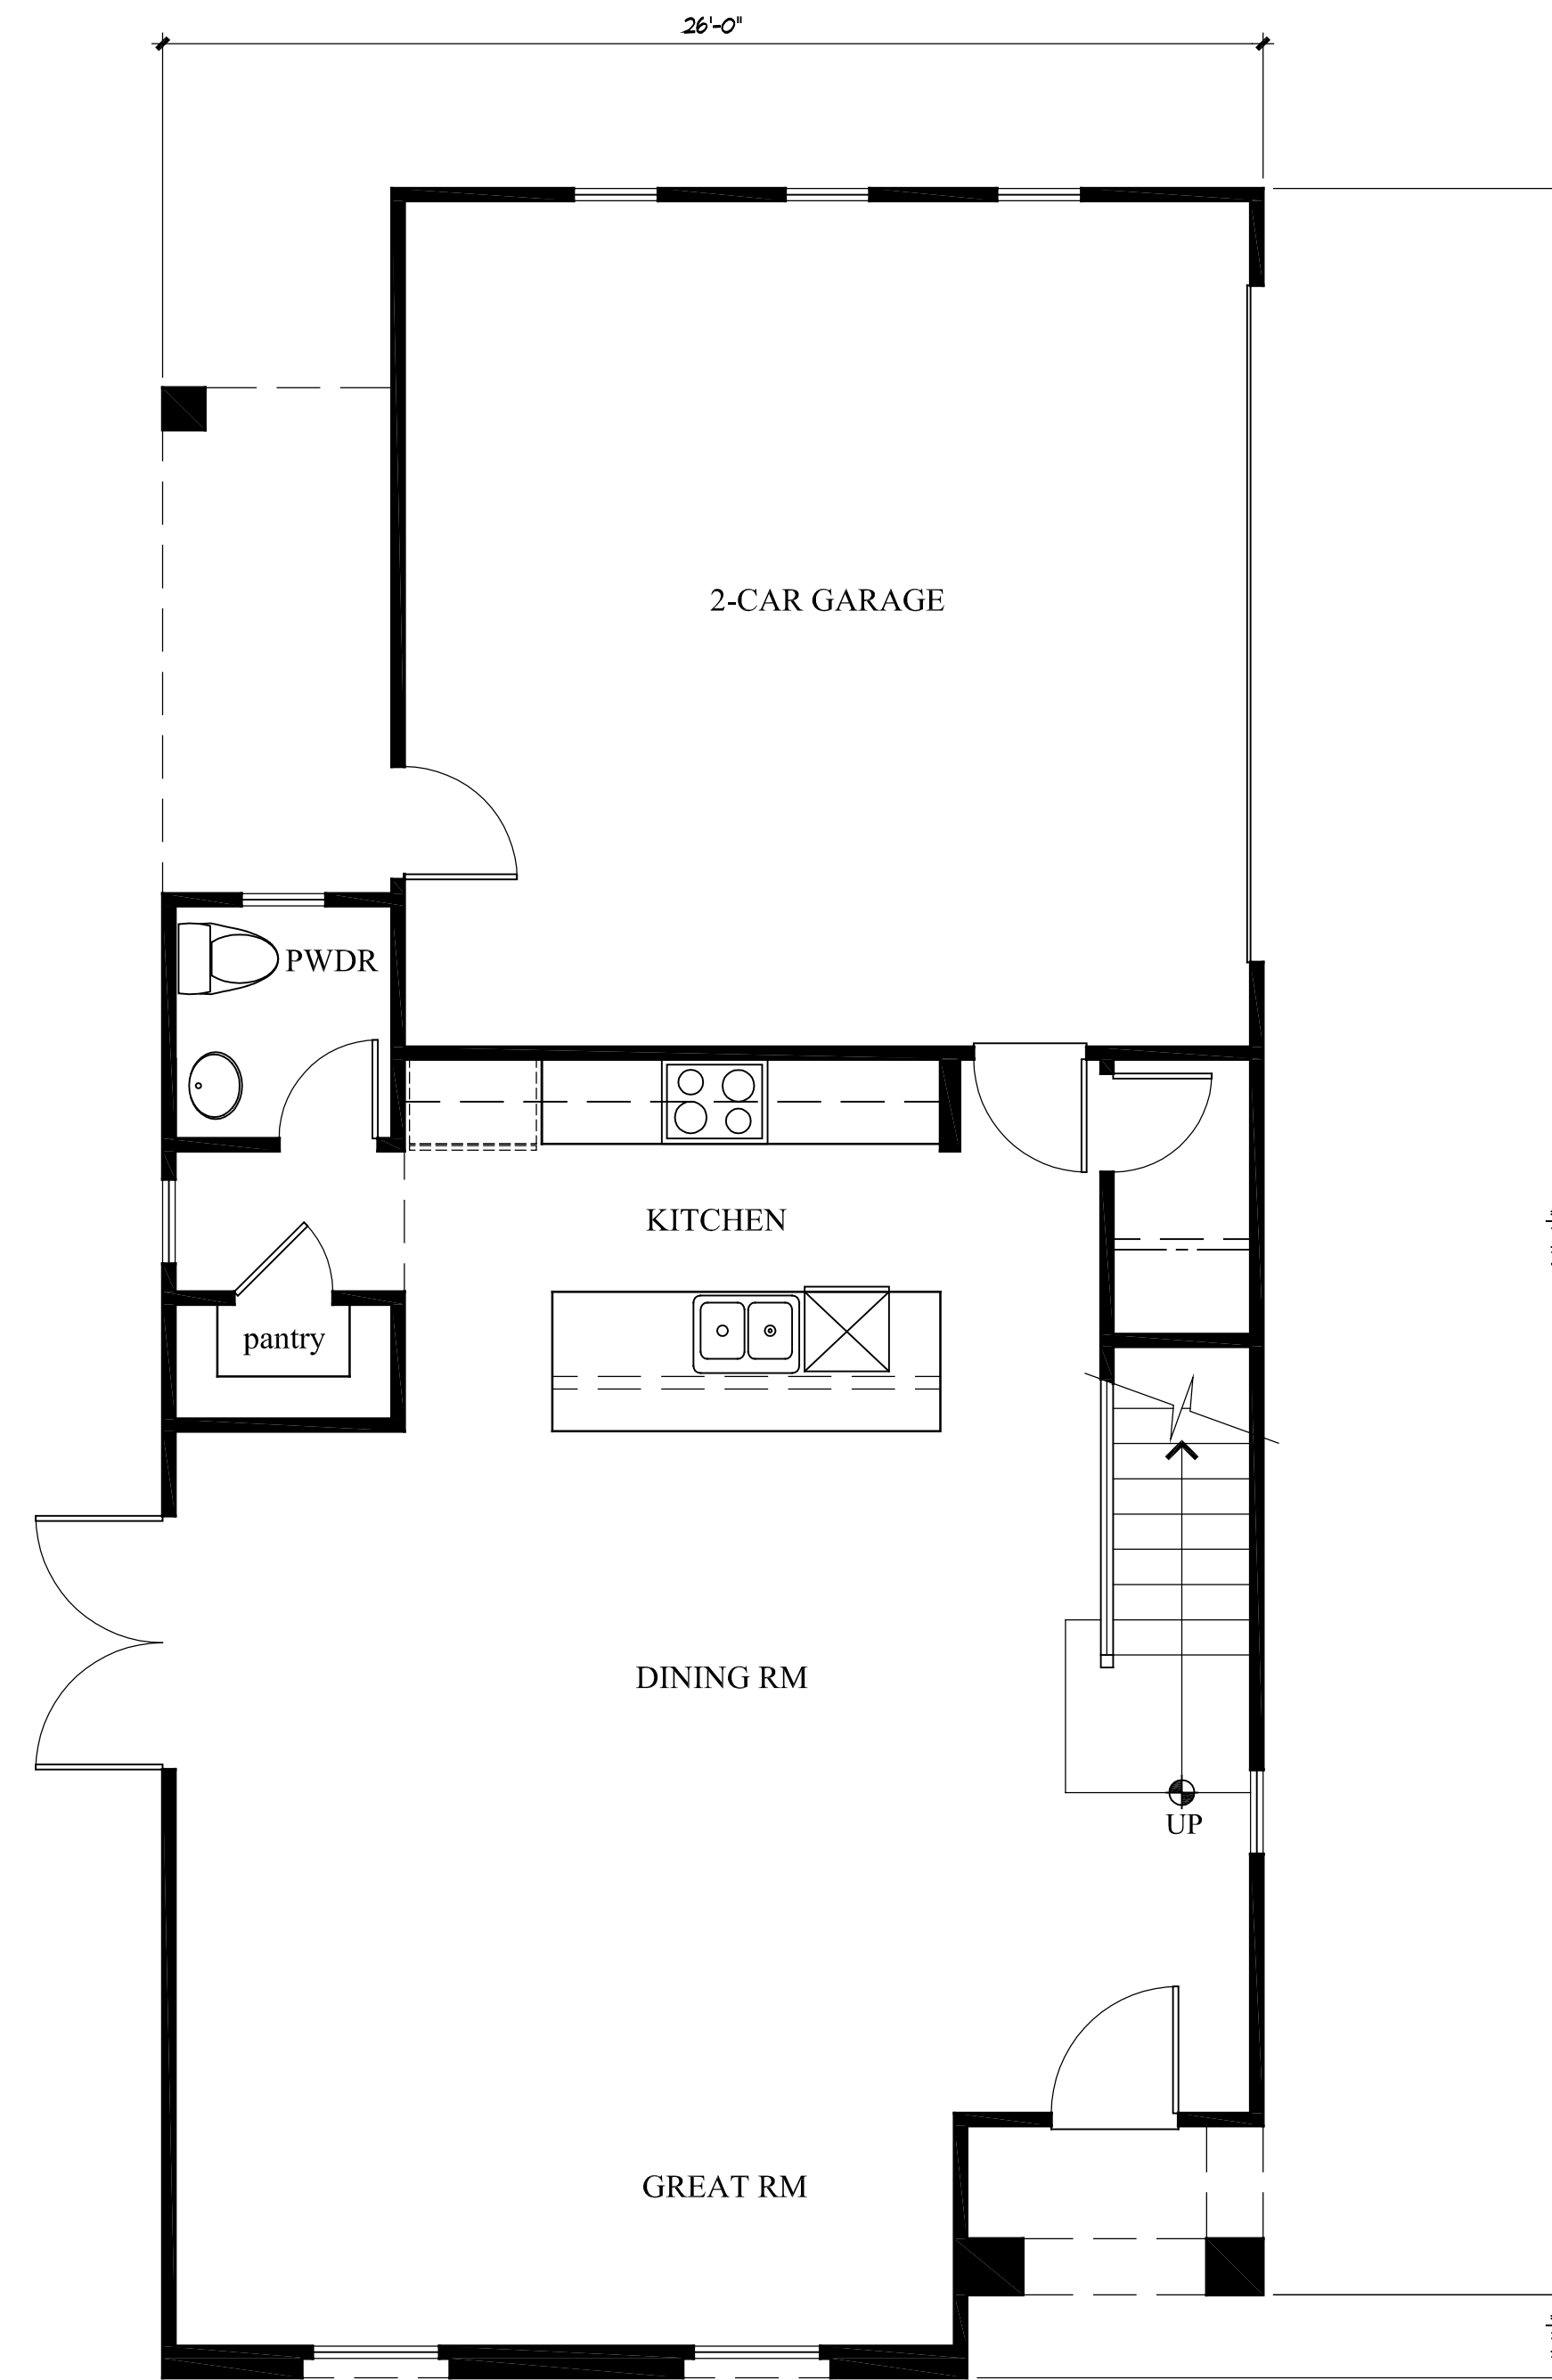 26'-0"
2-CAR GARAGE
PWDR
KITCHEN
pantry
DINING RM
UP
GREAT RM